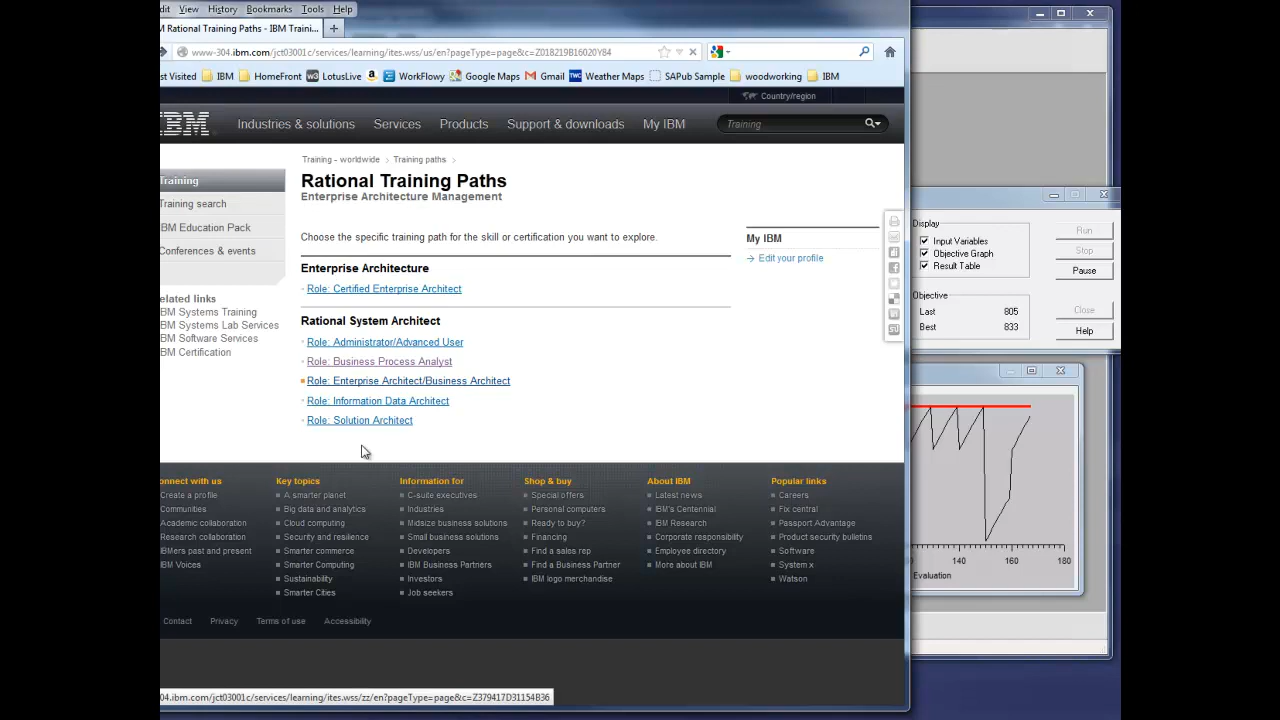 dit View History Bookmarks Tools Help
M Rational Training Paths - IBM Traini...
www-304.ibm.com/jct03001c/services/learning/ites.wss/us/en?pageType=page&c=Z018219B16020Y84
st Visited IBM HomeFront LotusLive WorkFlowy Google Maps Gmail Weather Maps SAPub Sample woodworking IBM
Country/region
IBM Industries & solutions Services Products Support & downloads My IBM Training
Training
Training search
IBM Education Pack
Conferences & events
elated links
IBM Systems Training
IBM Systems Lab Services
IBM Software Services
IBM Certification
Training - worldwide Training paths
Rational Training Paths
Enterprise Architecture Management
Choose the specific training path for the skill or certification you want to explore.
Enterprise Architecture
Role: Certified Enterprise Architect
Rational System Architect
Role: Administrator/Advanced User
Role: Business Process Analyst
Role: Enterprise Architect/Business Architect
Role: Information Data Architect
Role: Solution Architect
My IBM
Edit your profile
onnect with us
Create a profile
Communities
Academic collaboration
Research collaboration
IBMers past and present
IBM Voices
Key topics
A smarter planet
Big data and analytics
Cloud computing
Security and resilience
Smarter commerce
Smarter Computing
Sustainability
Smarter Cities
Information for
C-suite executives
Industries
Midsize business solutions
Small business solutions
Developers
IBM Business Partners
Investors
Job seekers
Shop & buy
Special offers
Personal computers
Ready to buy?
Financing
Find a sales rep
Find a Business Partner
IBM logo merchandise
About IBM
Latest news
IBM's Centennial
IBM Research
Corporate responsibility
Employee directory
More about IBM
Popular links
Careers
Fix central
Passport Advantage
Product security bulletins
Software
System x
Watson
Contact Privacy Terms of use Accessibility
04.ibm.com/jct03001c/services/learning/ites.wss/zz/en?pageType=page&c=Z379417D31154B36
Display
Input Variables
Objective Graph
Result Table
Objective
Last 805
Best 833
Run
Stop
Pause
Close
Help
140 160 180
Evaluation